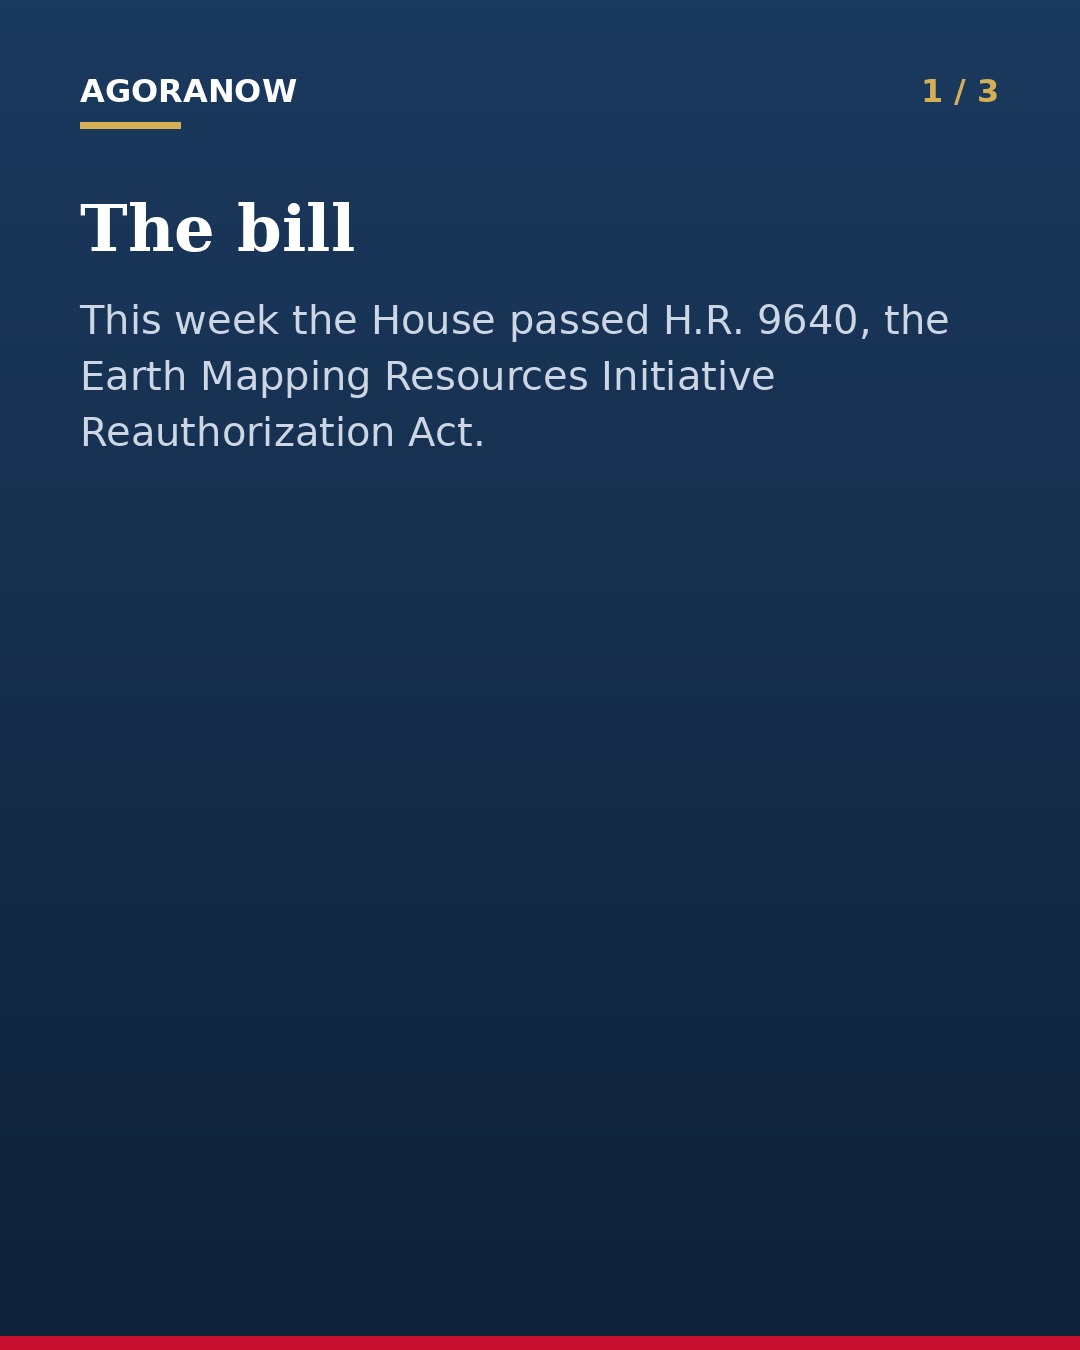 AGORANOW
1 / 3
The bill
This week the House passed H.R. 9640, the
Earth Mapping Resources Initiative
Reauthorization Act.